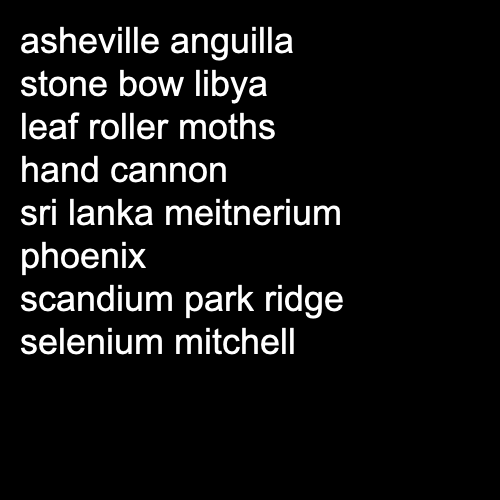 asheville anguilla
stone bow libya
leaf roller moths
hand cannon
sri lanka meitnerium
phoenix
scandium park ridge
selenium mitchell